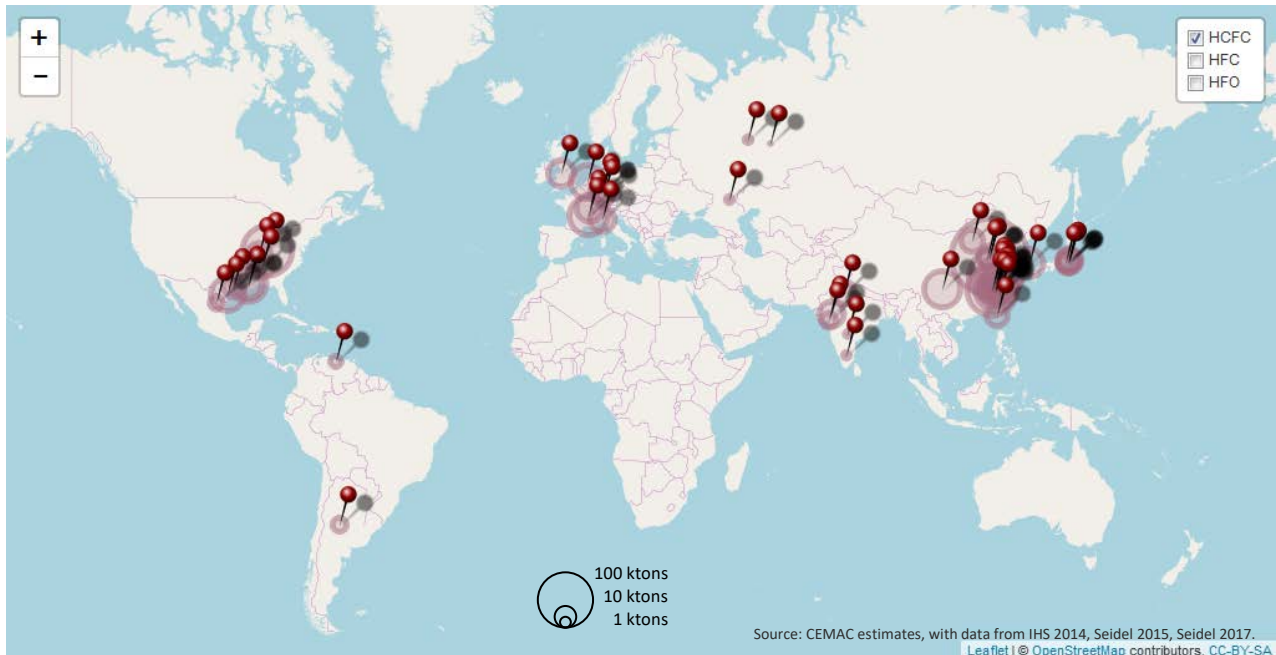 +
−
HCFC
HFC
HFO
100 ktons
10 ktons
1 ktons
Source: CEMAC estimates, with data from IHS 2014, Seidel 2015, Seidel 2017.
Leaflet | © OpenStreetMap contributors, CC-BY-SA